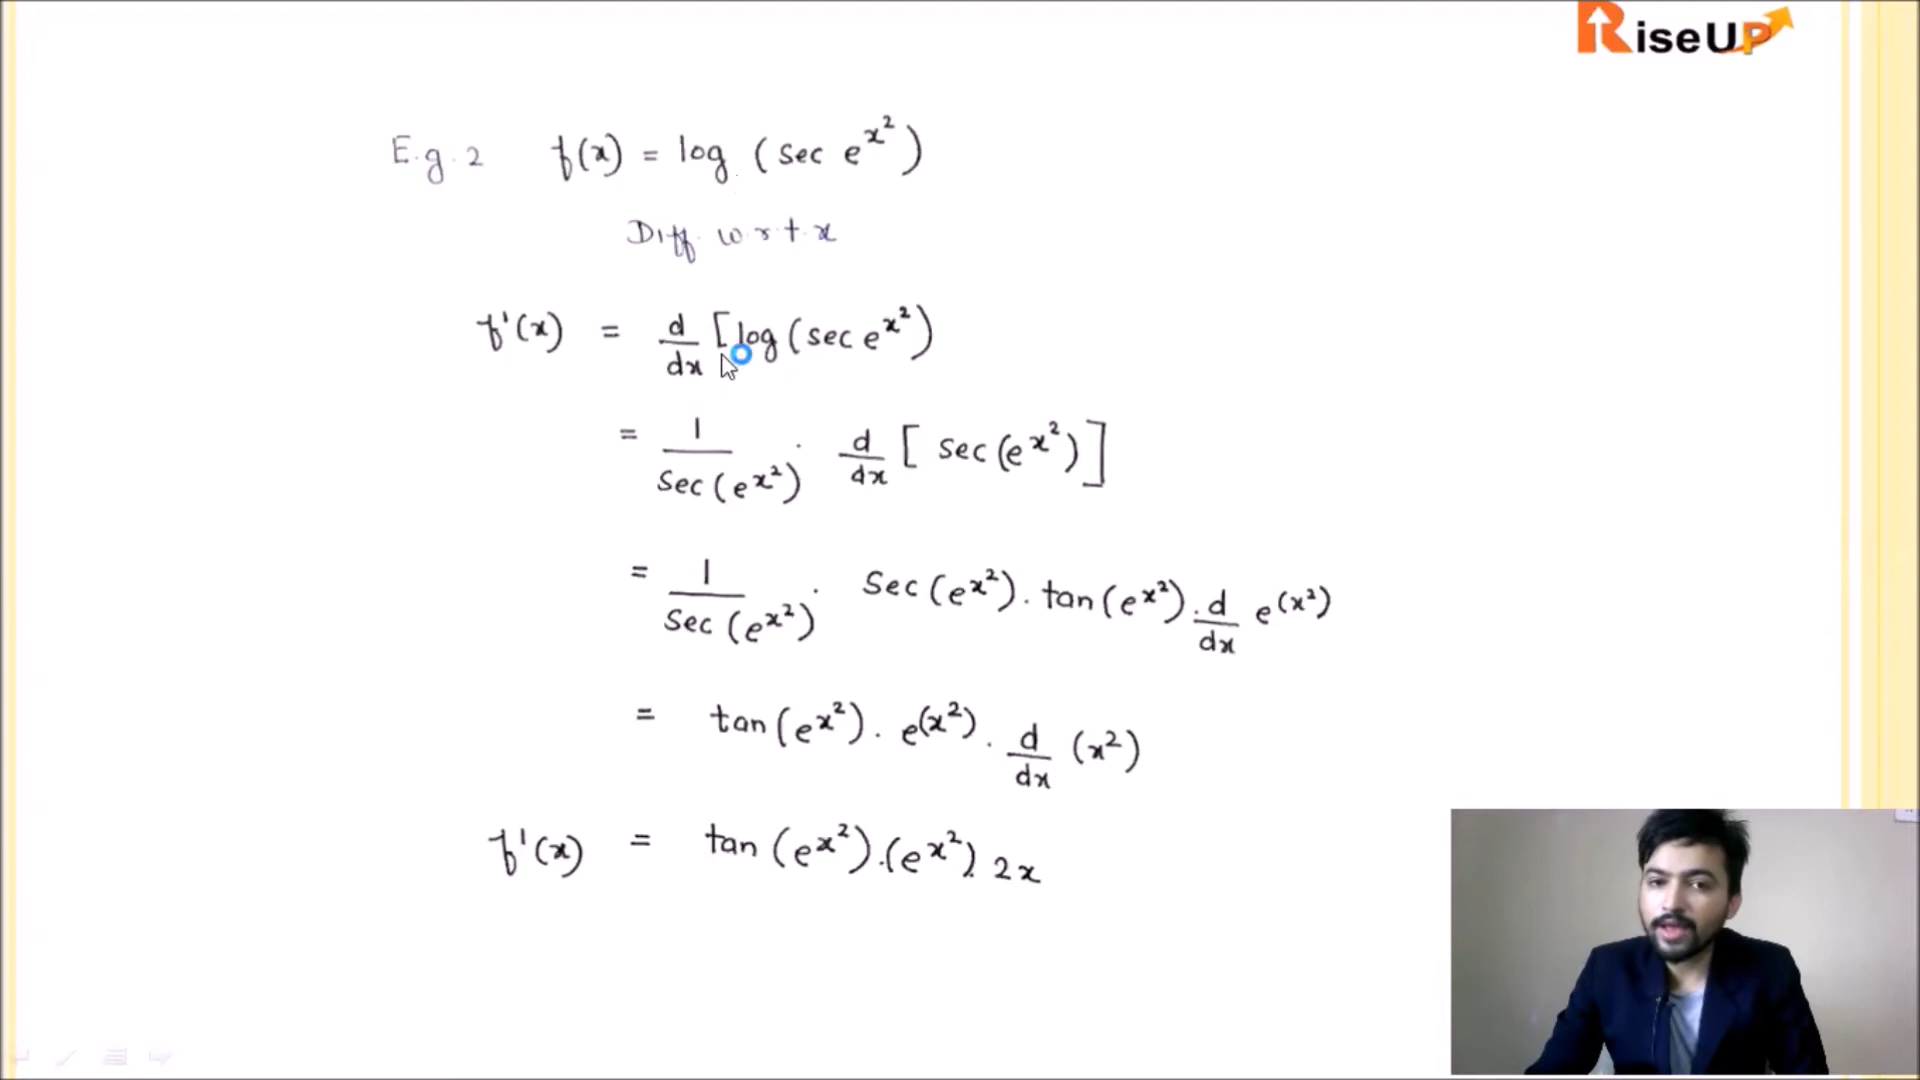 RiseUP
E.g.2 f(x) = log (sec e^{x^2})
Diff w.r.t x
f'(x) = d/dx [log(sec e^{x^2})
= 1/Sec(e^{x^2}) . d/dx [ sec(e^{x^2}) ]
= 1/Sec(e^{x^2}) . Sec(e^{x^2}) . tan(e^{x^2}) . d/dx e^{(x^2)}
= tan(e^{x^2}) . e^{(x^2)} . d/dx (x^2)
f'(x) = tan(e^{x^2}).(e^{x^2}).2x